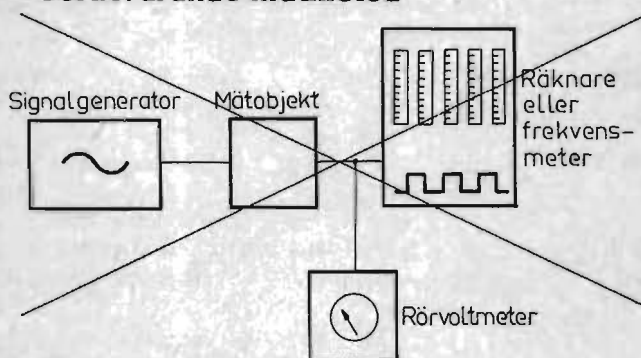 Signalgenerator
Mätobjekt
Räknare
eller
frekvens-
meter
Rörvoltmeter